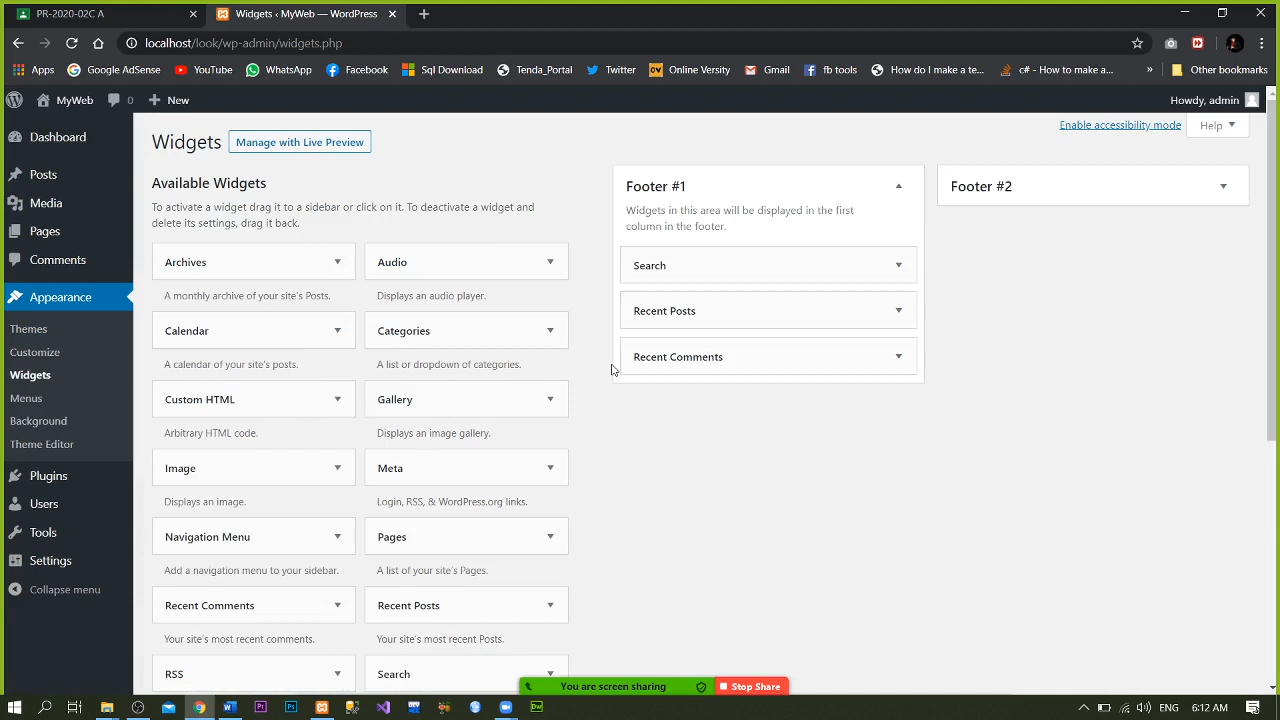 PR-2020-02C A
Widgets ‹ MyWeb — WordPress
localhost/look/wp-admin/widgets.php
Apps
Google AdSense
YouTube
WhatsApp
Facebook
Sql Download
Tenda_Portal
Twitter
OV
Online Versity
Gmail
fb tools
How do I make a te...
c# - How to make a...
»
Other bookmarks
MyWeb
0
New
Howdy, admin
Dashboard
Posts
Media
Pages
Comments
Appearance
Themes
Customize
Widgets
Menus
Background
Theme Editor
Plugins
Users
Tools
Settings
Collapse menu
Enable accessibility mode
Help
Widgets
Manage with Live Preview
Available Widgets
To activate a widget drag it to a sidebar or click on it. To deactivate a widget and
delete its settings, drag it back.
Archives
A monthly archive of your site's Posts.
Audio
Displays an audio player.
Calendar
A calendar of your site's posts.
Categories
A list or dropdown of categories.
Custom HTML
Arbitrary HTML code.
Gallery
Displays an image gallery.
Image
Displays an image.
Meta
Login, RSS, & WordPress.org links.
Navigation Menu
Add a navigation menu to your sidebar.
Pages
A list of your site's Pages.
Recent Comments
Your site's most recent comments.
Recent Posts
Your site's most recent Posts.
RSS
Search
Footer #1
Widgets in this area will be displayed in the first
column in the footer.
Search
Recent Posts
Recent Comments
Footer #2
You are screen sharing
Stop Share
Pr
Ps
Dw
ENG
6:12 AM